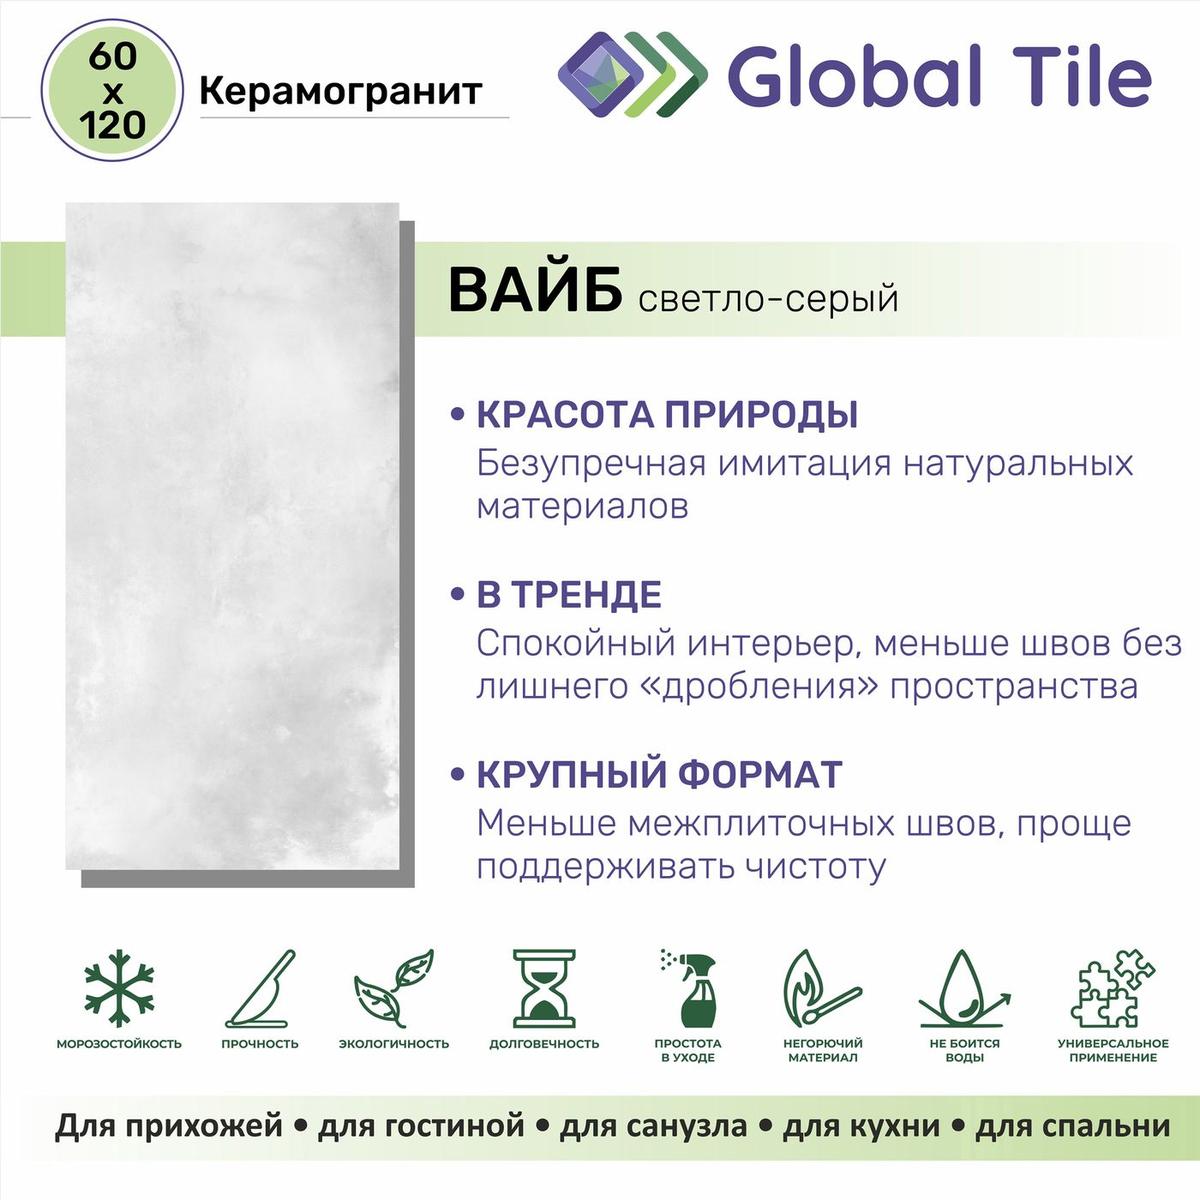 60
х
120
Керамогранит
Global Tile
ВАЙБ светло-серый
• КРАСОТА ПРИРОДЫ
Безупречная имитация натуральных
материалов
• В ТРЕНДЕ
Спокойный интерьер, меньше швов без
лишнего «дробления» пространства
• КРУПНЫЙ ФОРМАТ
Меньше межплиточных швов, проще
поддерживать чистоту
МОРОЗОСТОЙКОСТЬ
ПРОЧНОСТЬ
ЭКОЛОГИЧНОСТЬ
ДОЛГОВЕЧНОСТЬ
ПРОСТОТА
В УХОДЕ
НЕГОРЮЧИЙ
МАТЕРИАЛ
НЕ БОИТСЯ
ВОДЫ
УНИВЕРСАЛЬНОЕ
ПРИМЕНЕНИЕ
Для прихожей • для гостиной • для санузла • для кухни • для спальни